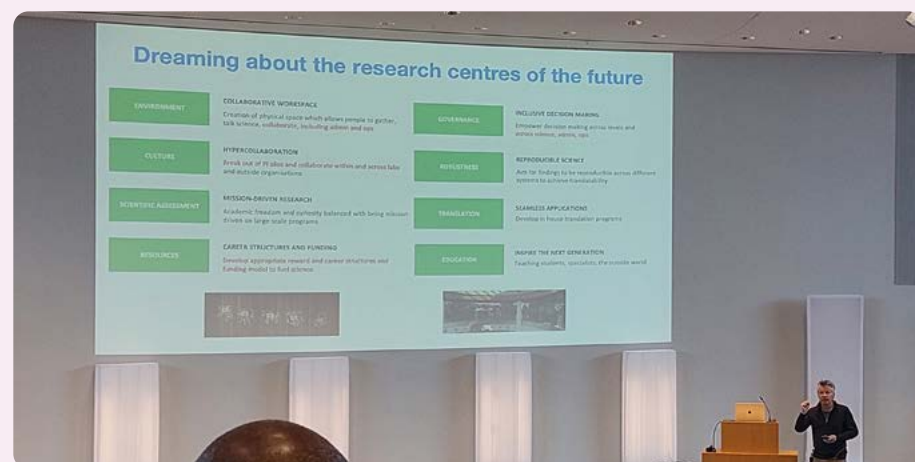 Dreaming about the research centres of the future
ENVIRONMENT
COLLABORATIVE WORKSPACE
Creation of physical space which allows people to gather,
talk science, collaborate, including admin and ops
CULTURE
HYPERCOLLABORATION
Break out of PI silos and collaborate within and across labs
and outside organisations
SCIENTIFIC ASSESSMENT
MISSION-DRIVEN RESEARCH
Academic freedom and curiosity balanced with being mission
driven on large scale programs
RESOURCES
CAREER STRUCTURES AND FUNDING
Develop appropriate reward and career structures and
funding model to fuel science
GOVERNANCE
INCLUSIVE DECISION MAKING
Empower decision making across levels and
across science, admin, ops
ROBUSTNESS
REPRODUCIBLE SCIENCE
Aim for findings to be reproducible across different
systems to achieve translatability
TRANSLATION
SEAMLESS APPLICATIONS
Develop in house translation programs
EDUCATION
INSPIRE THE NEXT GENERATION
Teaching students, specialists, the outside world